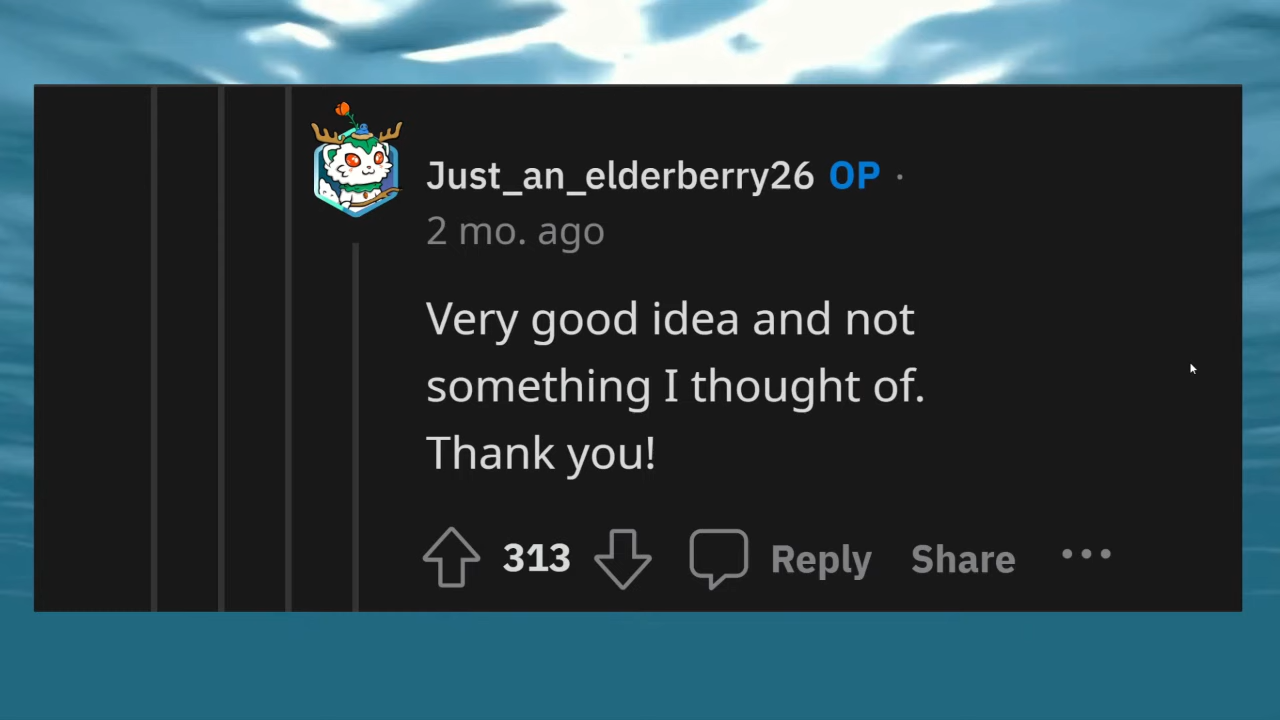 Just_an_elderberry26 OP ·
2 mo. ago
Very good idea and not
something I thought of.
Thank you!
313 Reply Share •••